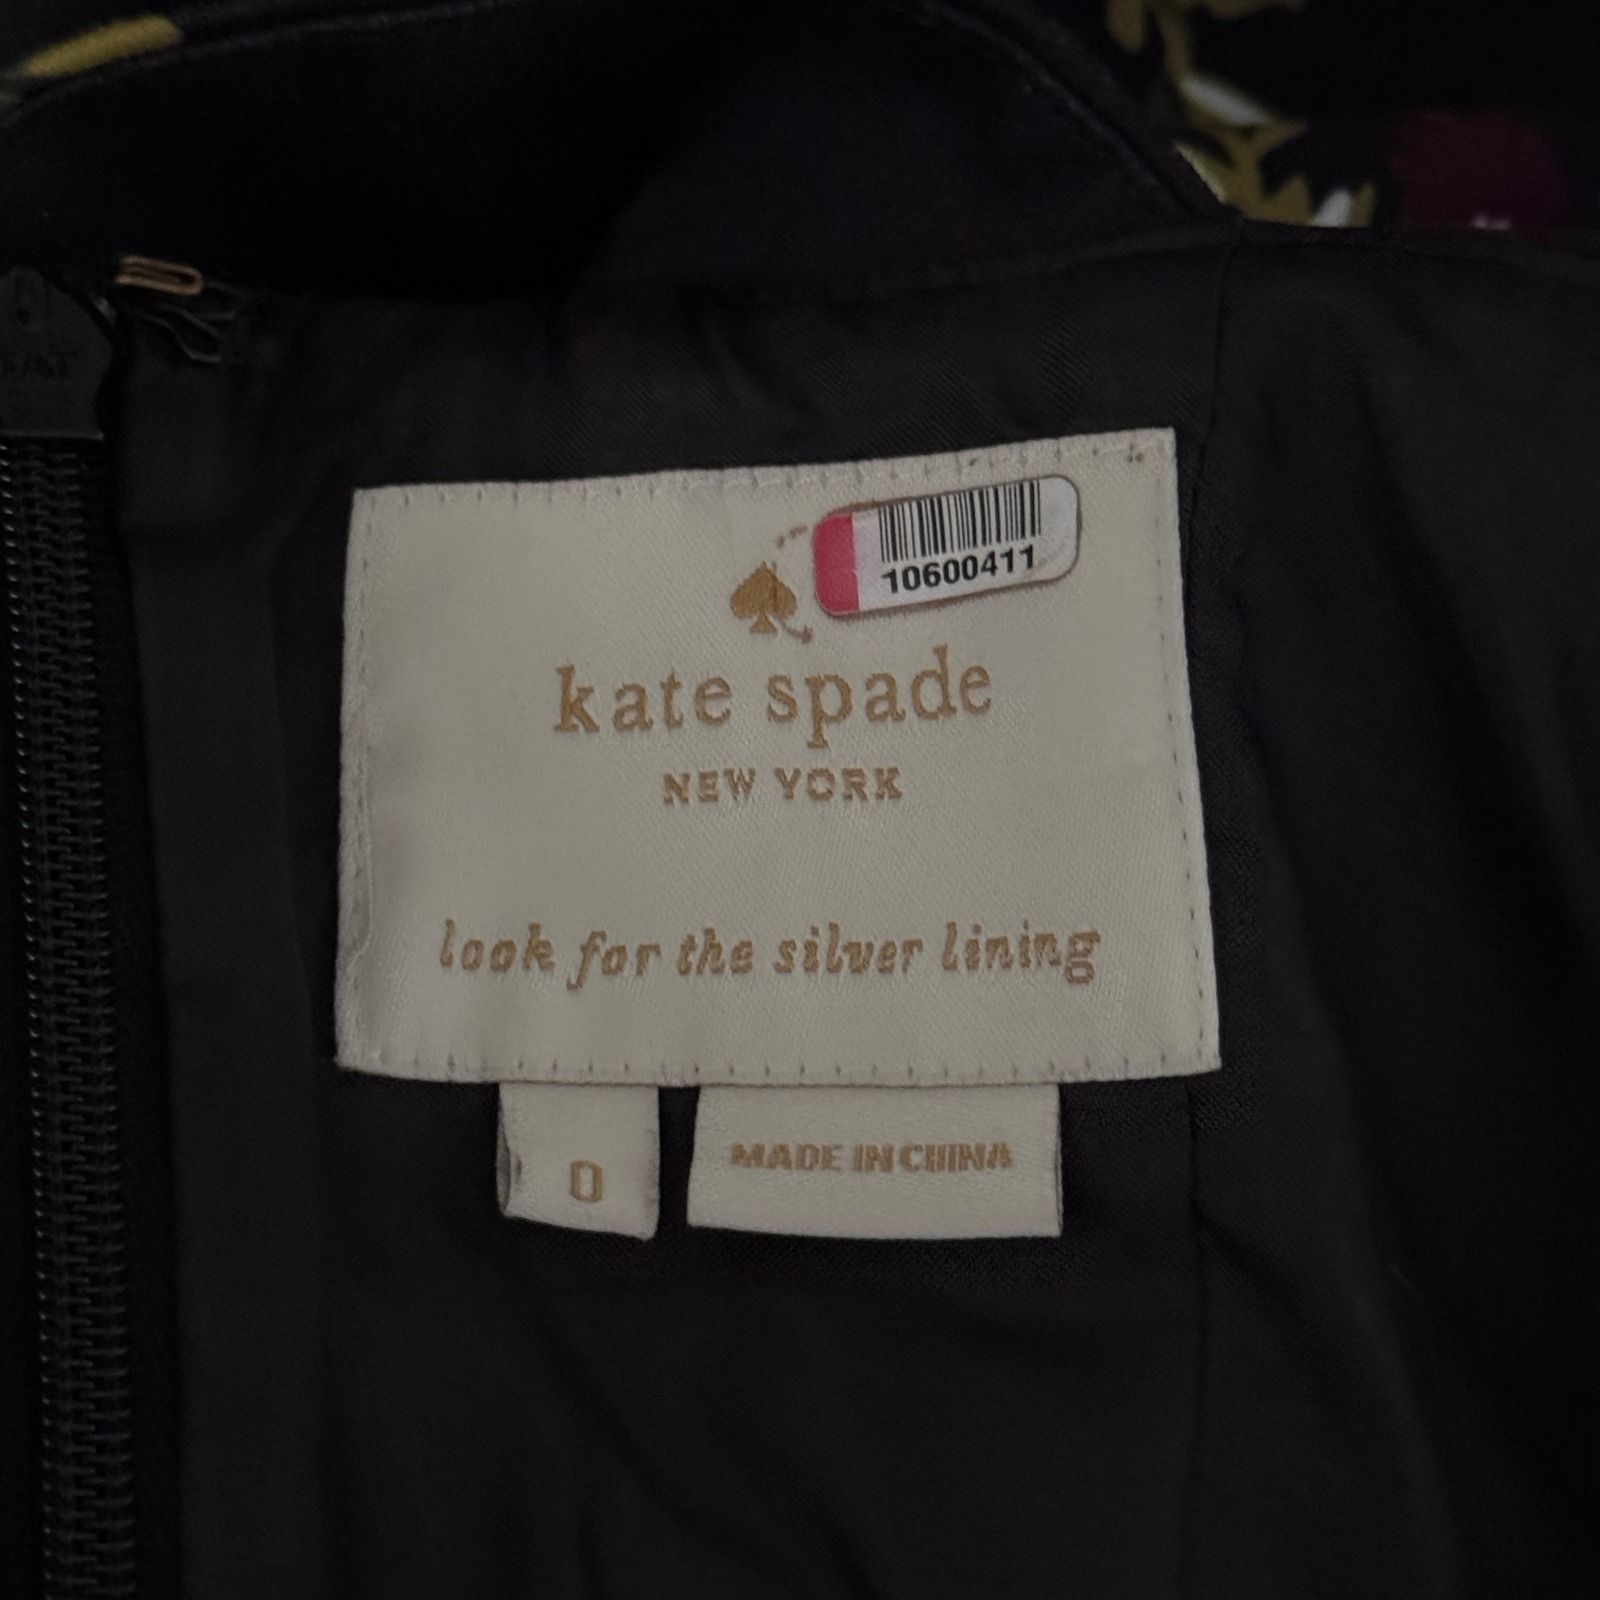 10600411
kate spade
NEW YORK
look for the silver lining
0
MADE IN CHINA